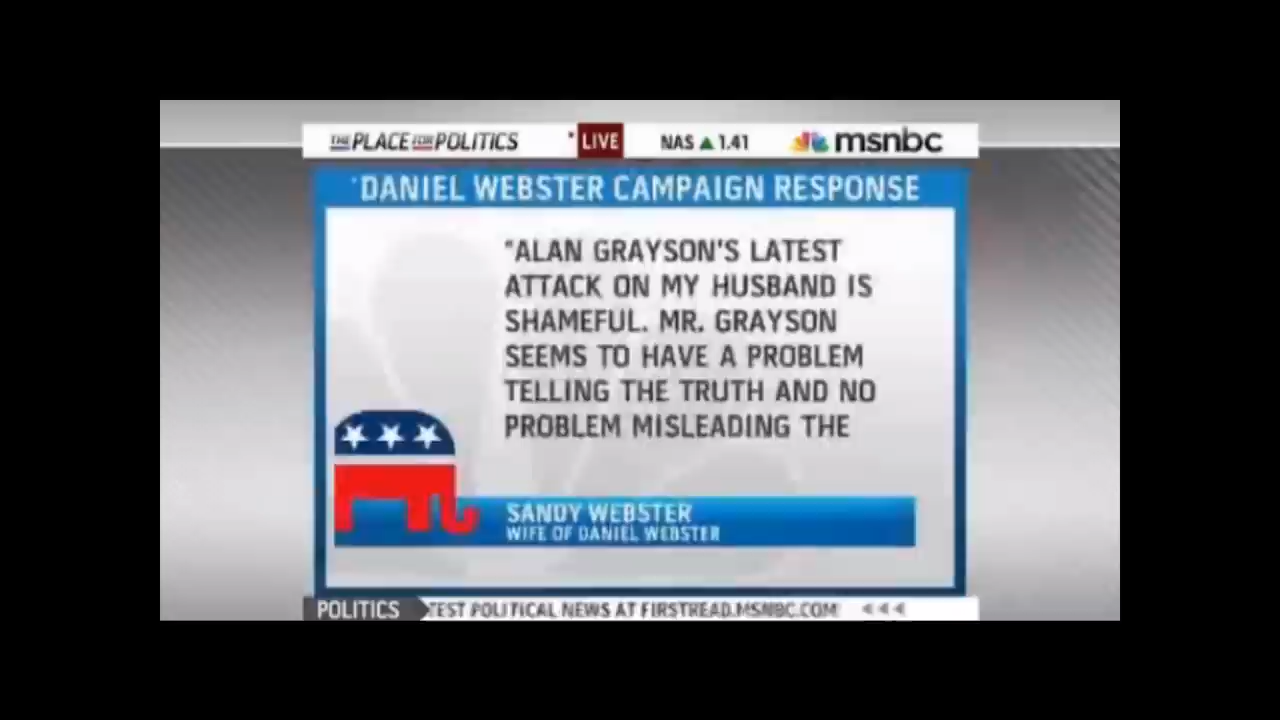 THE PLACE FOR POLITICS LIVE NAS ▲ 1.41 msnbc
DANIEL WEBSTER CAMPAIGN RESPONSE
"ALAN GRAYSON'S LATEST
ATTACK ON MY HUSBAND IS
SHAMEFUL. MR. GRAYSON
SEEMS TO HAVE A PROBLEM
TELLING THE TRUTH AND NO
PROBLEM MISLEADING THE
SANDY WEBSTER
WIFE OF DANIEL WEBSTER
POLITICS TEST POLITICAL NEWS AT FIRSTREAD.MSNBC.COM